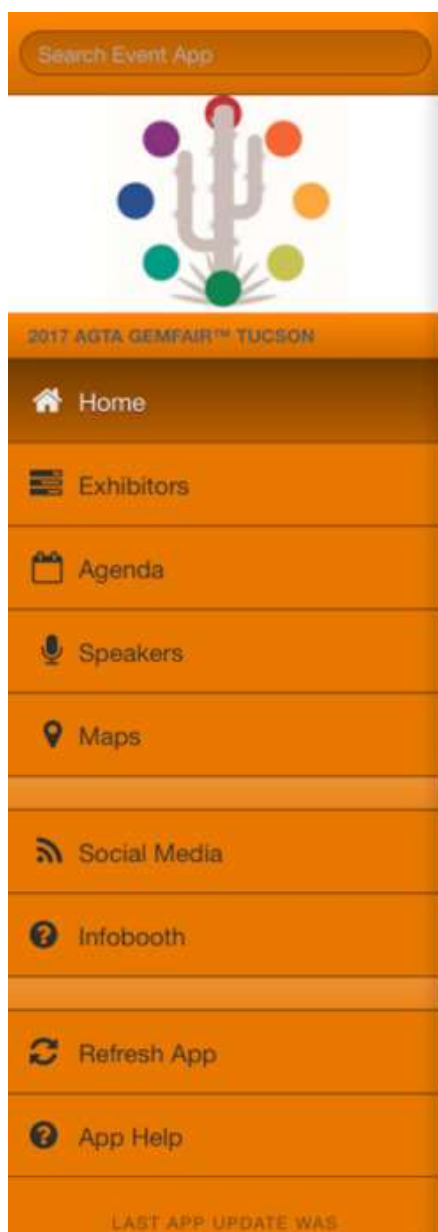 Search Event App
2017 AGTA GEMFAIR™ TUCSON
Home
Exhibitors
Agenda
Speakers
Maps
Social Media
Infobooth
Refresh App
App Help
LAST APP UPDATE WAS